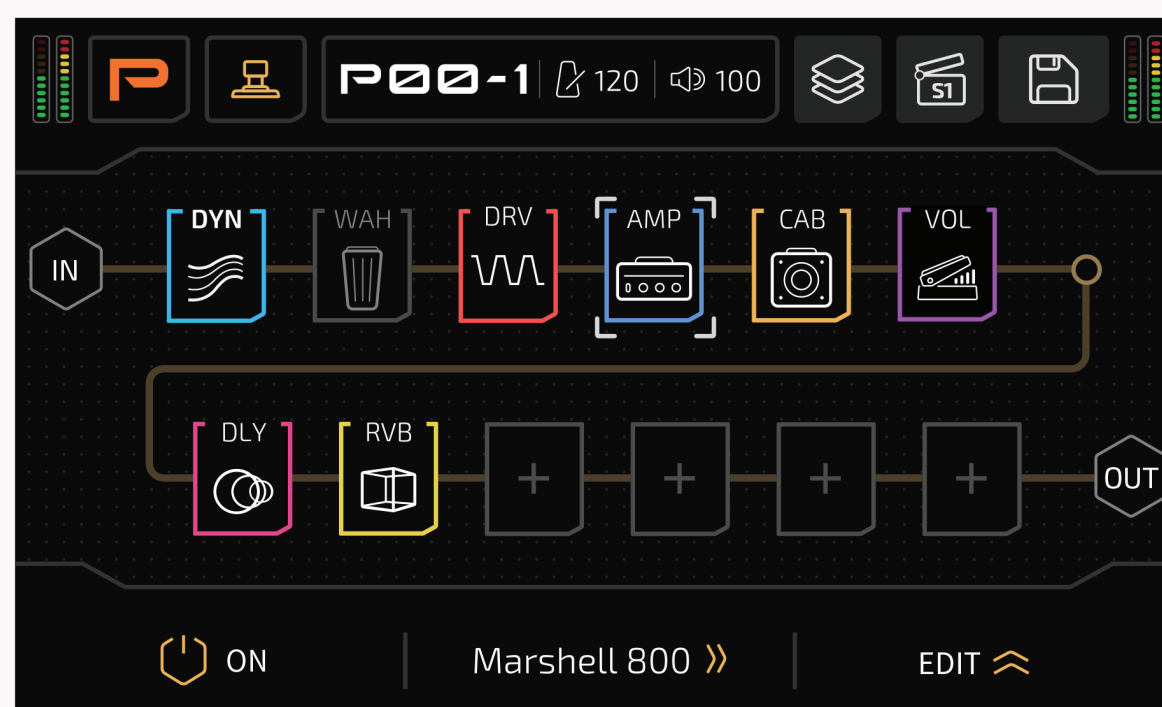 P00-1 120 100 S1
DYN WAH DRV AMP CAB VOL
IN
DLY RVB
OUT
ON Marshell 800 EDIT